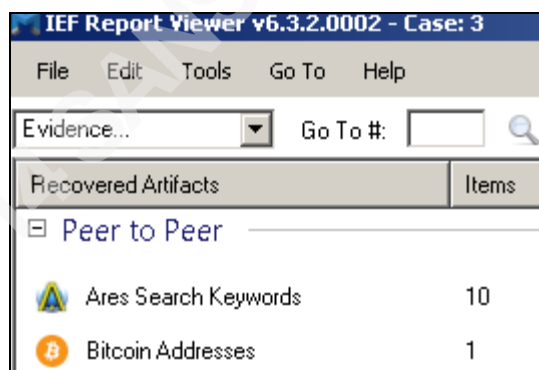 IEF Report Viewer v6.3.2.0002 - Case: 3
File Edit Tools Go To Help
Evidence... Go To #:
Recovered Artifacts Items
Peer to Peer
Ares Search Keywords 10
Bitcoin Addresses 1